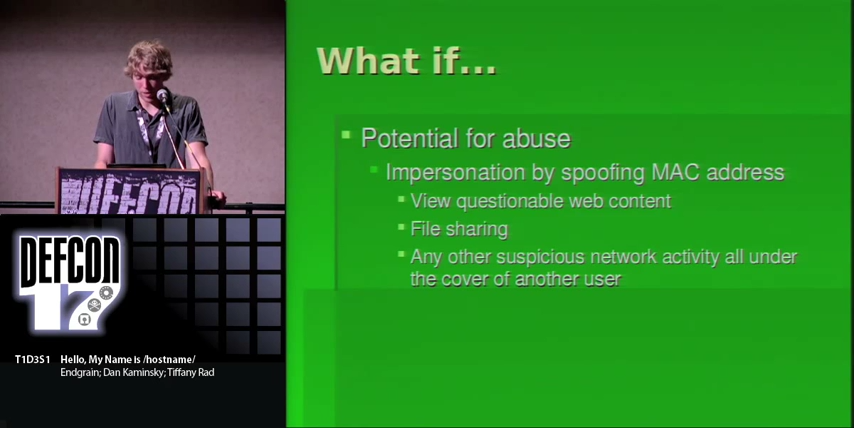 What if...
Potential for abuse
Impersonation by spoofing MAC address
View questionable web content
File sharing
Any other suspicious network activity all under
the cover of another user
DEFCON
DEFCON
17
T1D3S1 Hello, My Name is /hostname/
Endgrain; Dan Kaminsky; Tiffany Rad